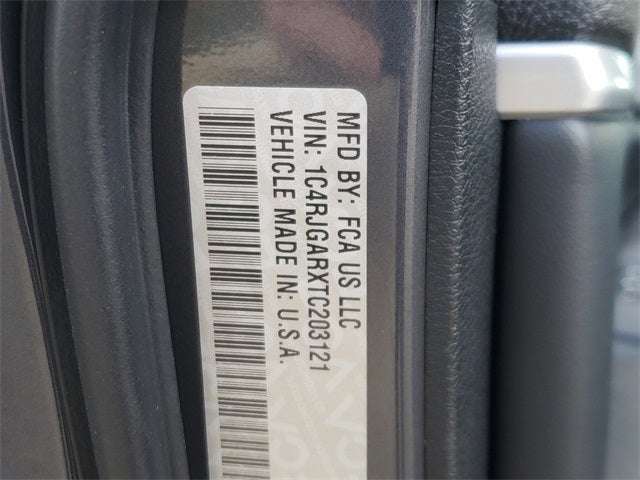 MFD BY: FCA US LLC
VIN: 1C4RJGARXTC203121
VEHICLE MADE IN: U.S.A.